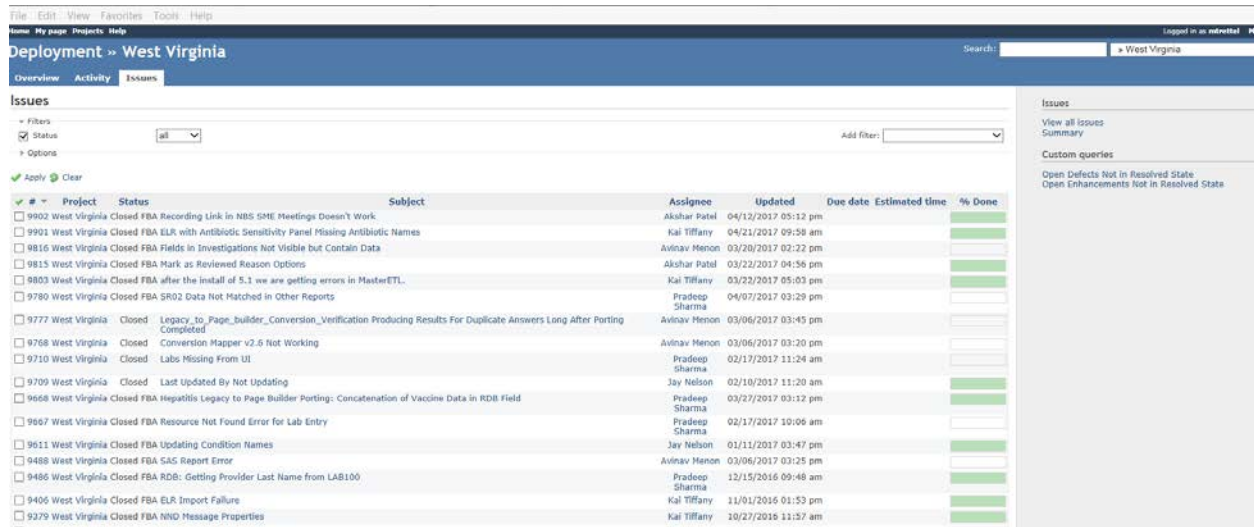 File Edit View Favorites Tools Help
Home My page Projects Help Logged in as mtrettel
Deployment » West Virginia Search: » West Virginia
Overview Activity Issues
Issues
Filters
Status all Add filter:
Options
Apply Clear
# Project Status Subject Assignee Updated Due date Estimated time % Done
9902 West Virginia Closed FBA Recording Link in NBS SME Meetings Doesn't Work Akshar Patel 04/12/2017 05:12 pm
9901 West Virginia Closed FBA ELR with Antibiotic Sensitivity Panel Missing Antibiotic Names Kai Tiffany 04/21/2017 09:58 am
9816 West Virginia Closed FBA Fields in Investigations Not Visible but Contain Data Avinav Menon 03/20/2017 02:22 pm
9815 West Virginia Closed FBA Mark as Reviewed Reason Options Akshar Patel 03/22/2017 04:56 pm
9803 West Virginia Closed FBA after the install of 5.1 we are getting errors in MasterETL. Kai Tiffany 03/22/2017 05:03 pm
9780 West Virginia Closed FBA SR02 Data Not Matched in Other Reports Pradeep Sharma 04/07/2017 03:29 pm
9777 West Virginia Closed Legacy_to_Page_builder_Conversion_Verification Producing Results For Duplicate Answers Long After Porting Avinav Menon 03/06/2017 03:45 pm
Completed
9768 West Virginia Closed Conversion Mapper v2.6 Not Working Avinav Menon 03/06/2017 03:20 pm
9710 West Virginia Closed Labs Missing From UI Pradeep Sharma 02/17/2017 11:24 am
9709 West Virginia Closed Last Updated By Not Updating Jay Nelson 02/10/2017 11:20 am
9668 West Virginia Closed FBA Hepatitis Legacy to Page Builder Porting: Concatenation of Vaccine Data in RDB Field Pradeep Sharma 03/27/2017 03:12 pm
9667 West Virginia Closed FBA Resource Not Found Error for Lab Entry Pradeep Sharma 02/17/2017 10:06 am
9611 West Virginia Closed FBA Updating Condition Names Jay Nelson 01/11/2017 03:47 pm
9488 West Virginia Closed FBA SAS Report Error Avinav Menon 03/06/2017 03:25 pm
9486 West Virginia Closed FBA RDB: Getting Provider Last Name from LAB100 Pradeep Sharma 12/15/2016 09:48 am
9406 West Virginia Closed FBA ELR Import Failure Kai Tiffany 11/01/2016 01:53 pm
9379 West Virginia Closed FBA NND Message Properties Kai Tiffany 10/27/2016 11:57 am
Issues
View all issues
Summary
Custom queries
Open Defects Not in Resolved State
Open Enhancements Not in Resolved State